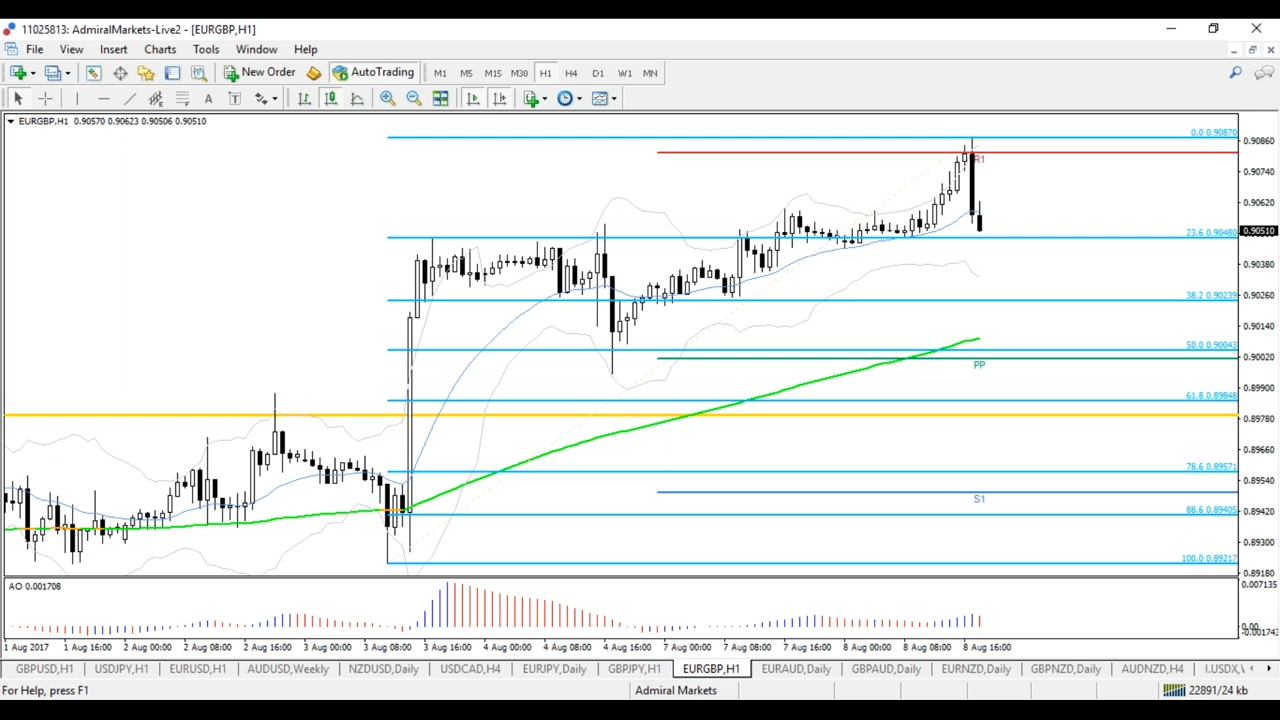 11025813: AdmiralMarkets-Live2 - [EURGBP,H1]
File View Insert Charts Tools Window Help
New Order AutoTrading M1 M5 M15 M30 H1 H4 D1 W1 MN
A T
EURGBP,H1 0.90570 0.90623 0.90506 0.90510
0.0 0.90870
0.90860
R1
0.90740
0.90620
23.6 0.90480
0.90510
0.90380
38.2 0.90239
0.90260
0.90140
50.0 0.90043
0.90020
PP
61.8 0.89848
0.89900
0.89780
0.89660
78.6 0.89571
0.89540
S1
88.6 0.89405
0.89420
0.89300
100.0 0.89217
0.89180
AO 0.001708
0.007135
0.00
-0.001743
1 Aug 2017 1 Aug 16:00 2 Aug 00:00 2 Aug 08:00 2 Aug 16:00 3 Aug 00:00 3 Aug 08:00 3 Aug 16:00 4 Aug 00:00 4 Aug 08:00 4 Aug 16:00 7 Aug 00:00 7 Aug 08:00 7 Aug 16:00 8 Aug 00:00 8 Aug 08:00 8 Aug 16:00
GBPUSD,H1 USDJPY,H1 EURUSD,H1 AUDUSD,Weekly NZDUSD,Daily USDCAD,H4 EURJPY,Daily GBPJPY,H1 EURGBP,H1 EURAUD,Daily GBPAUD,Daily EURNZD,Daily GBPNZD,Daily AUDNZD,H4 I.USDX,
For Help, press F1 Admiral Markets 22891/24 kb